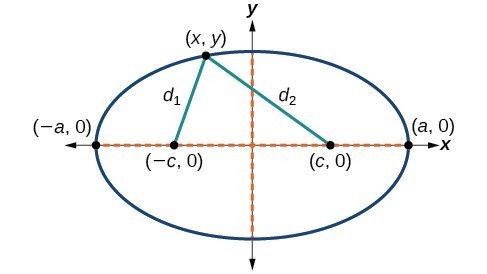 y
(x, y)
d1 d2
(−a, 0) (a, 0)
x
(−c, 0) (c, 0)